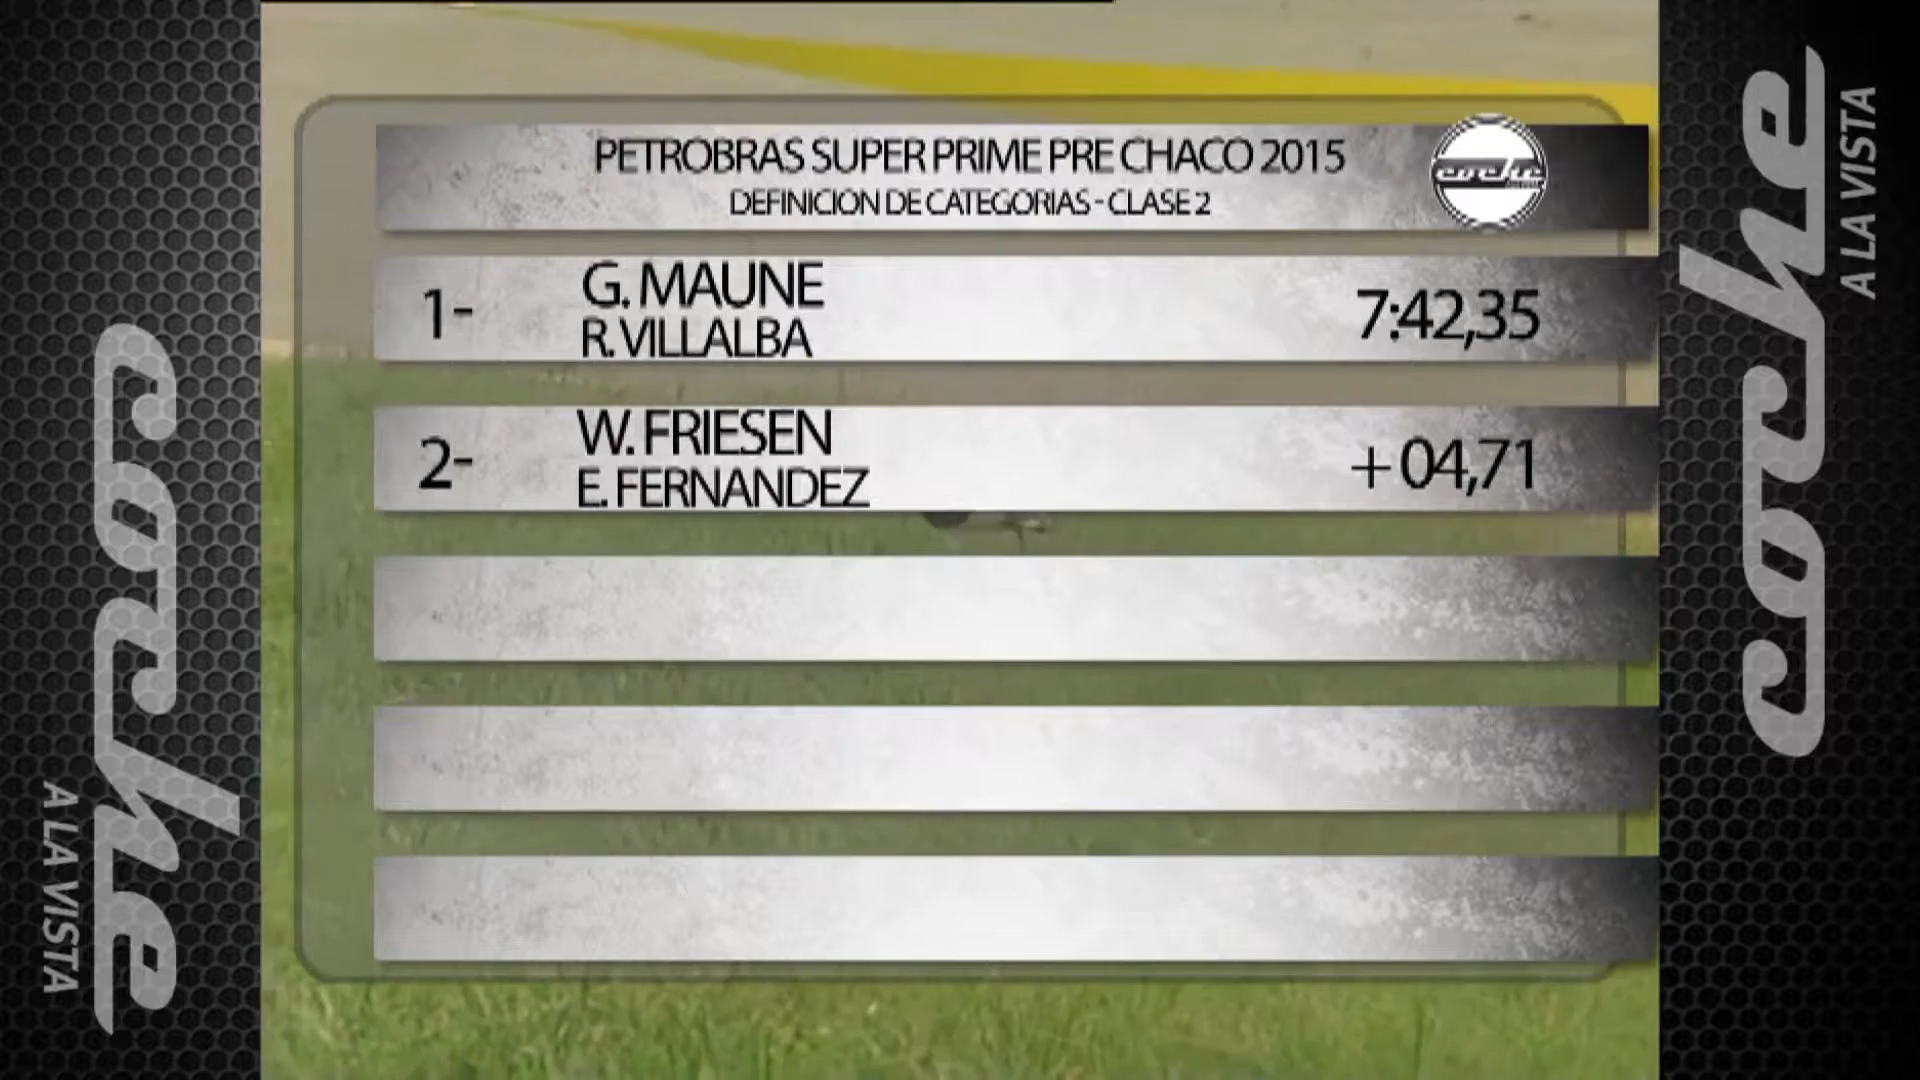 PETROBRAS SUPER PRIME PRE CHACO 2015
DEFINICION DE CATEGORIAS - CLASE 2
coche
1- G. MAUNE
R. VILLALBA
7:42,35
2- W. FRIESEN
E. FERNANDEZ
+04,71
coche
A LA VISTA
coche
A LA VISTA